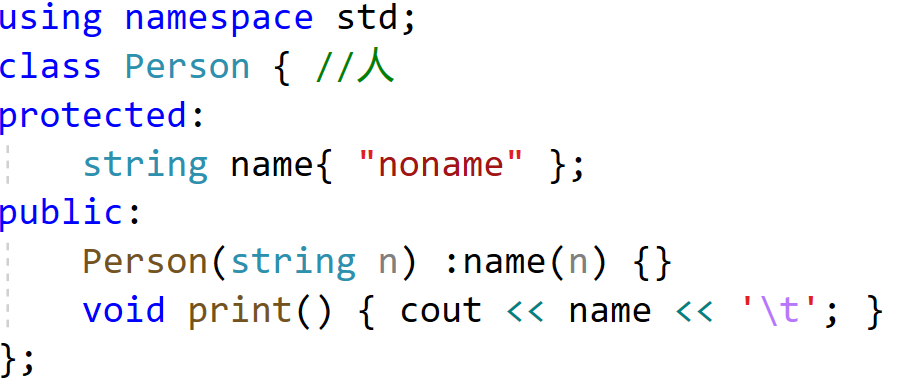 using namespace std;
class Person { //人
protected:
    string name{ "noname" };
public:
    Person(string n) :name(n) {}
    void print() { cout << name << '\t'; }
};